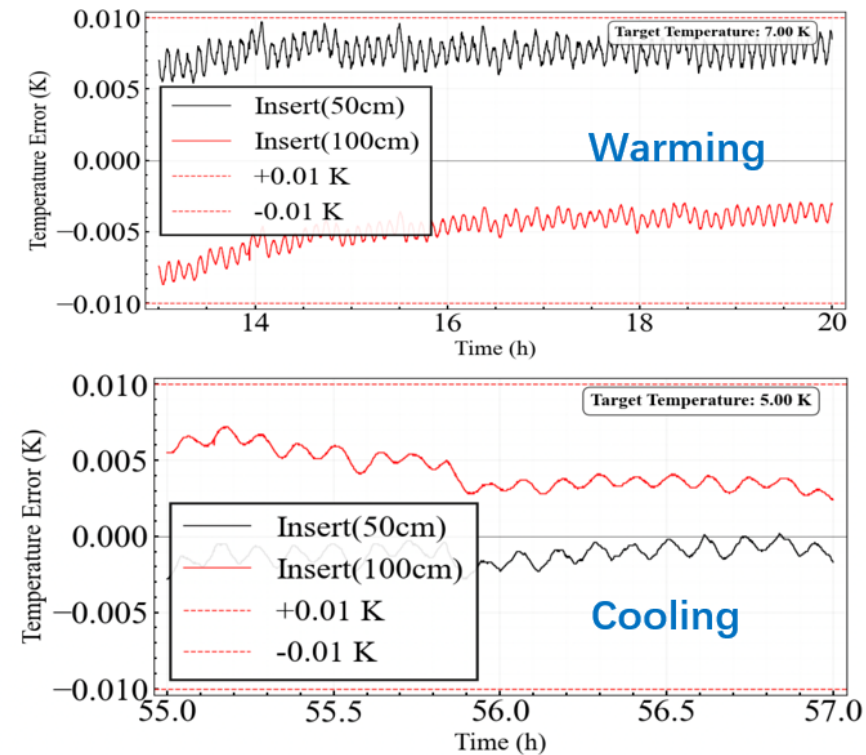 0.010
Target Temperature: 7.00 K
0.005
Temperature Error (K)
Insert(50cm)
Insert(100cm)
+0.01 K
-0.01 K
Warming
0.000
−0.005
−0.010
14
16
18
20
Time (h)
0.010
Target Temperature: 5.00 K
0.005
Temperature Error (K)
0.000
Insert(50cm)
Insert(100cm)
+0.01 K
-0.01 K
Cooling
−0.005
−0.010
55.0
55.5
56.0
56.5
57.0
Time (h)